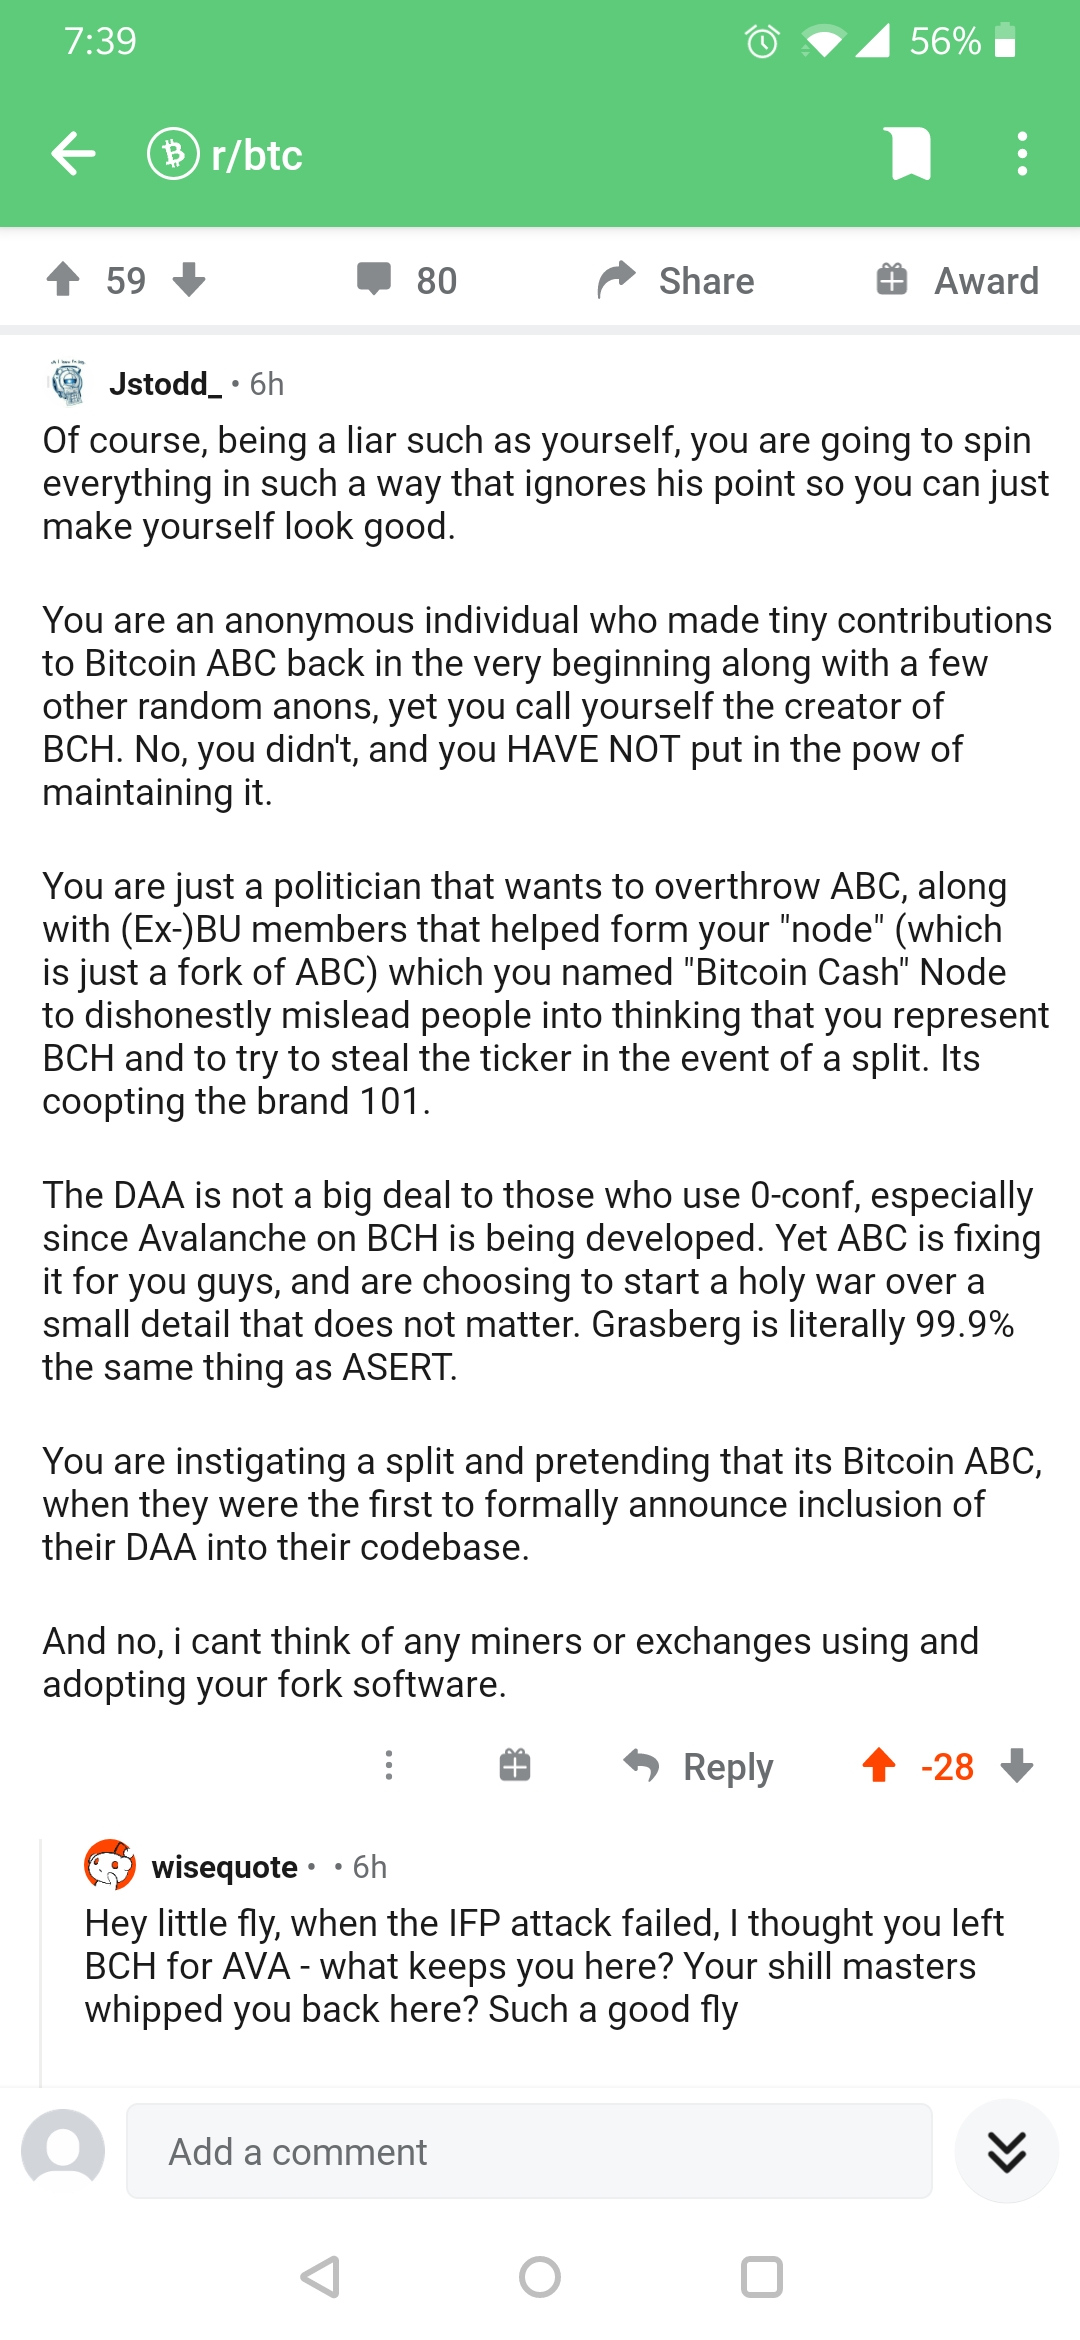 7:39
56%
r/btc
59
80
Share
Award
Jstodd_ • 6h
Of course, being a liar such as yourself, you are going to spin
everything in such a way that ignores his point so you can just
make yourself look good.
You are an anonymous individual who made tiny contributions
to Bitcoin ABC back in the very beginning along with a few
other random anons, yet you call yourself the creator of
BCH. No, you didn't, and you HAVE NOT put in the pow of
maintaining it.
You are just a politician that wants to overthrow ABC, along
with (Ex-)BU members that helped form your "node" (which
is just a fork of ABC) which you named "Bitcoin Cash" Node
to dishonestly mislead people into thinking that you represent
BCH and to try to steal the ticker in the event of a split. Its
coopting the brand 101.
The DAA is not a big deal to those who use 0-conf, especially
since Avalanche on BCH is being developed. Yet ABC is fixing
it for you guys, and are choosing to start a holy war over a
small detail that does not matter. Grasberg is literally 99.9%
the same thing as ASERT.
You are instigating a split and pretending that its Bitcoin ABC,
when they were the first to formally announce inclusion of
their DAA into their codebase.
And no, i cant think of any miners or exchanges using and
adopting your fork software.
Reply
-28
wisequote • • 6h
Hey little fly, when the IFP attack failed, I thought you left
BCH for AVA - what keeps you here? Your shill masters
whipped you back here? Such a good fly
Add a comment